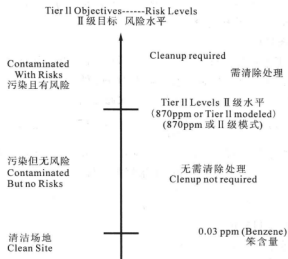 Tier II Objectives------Risk Levels
II级目标 风险水平
Cleanup required
需清除处理
Contaminated
With Risks
污染且有风险
Tier II Levels II 级水平
(870ppm or Tier II modeled)
(870ppm 或 II 级模式)
污染但无风险
Contaminated
But no Risks
无需清除处理
Clenup not required
0.03 ppm (Benzene)
苯含量
清洁场地
Clean Site